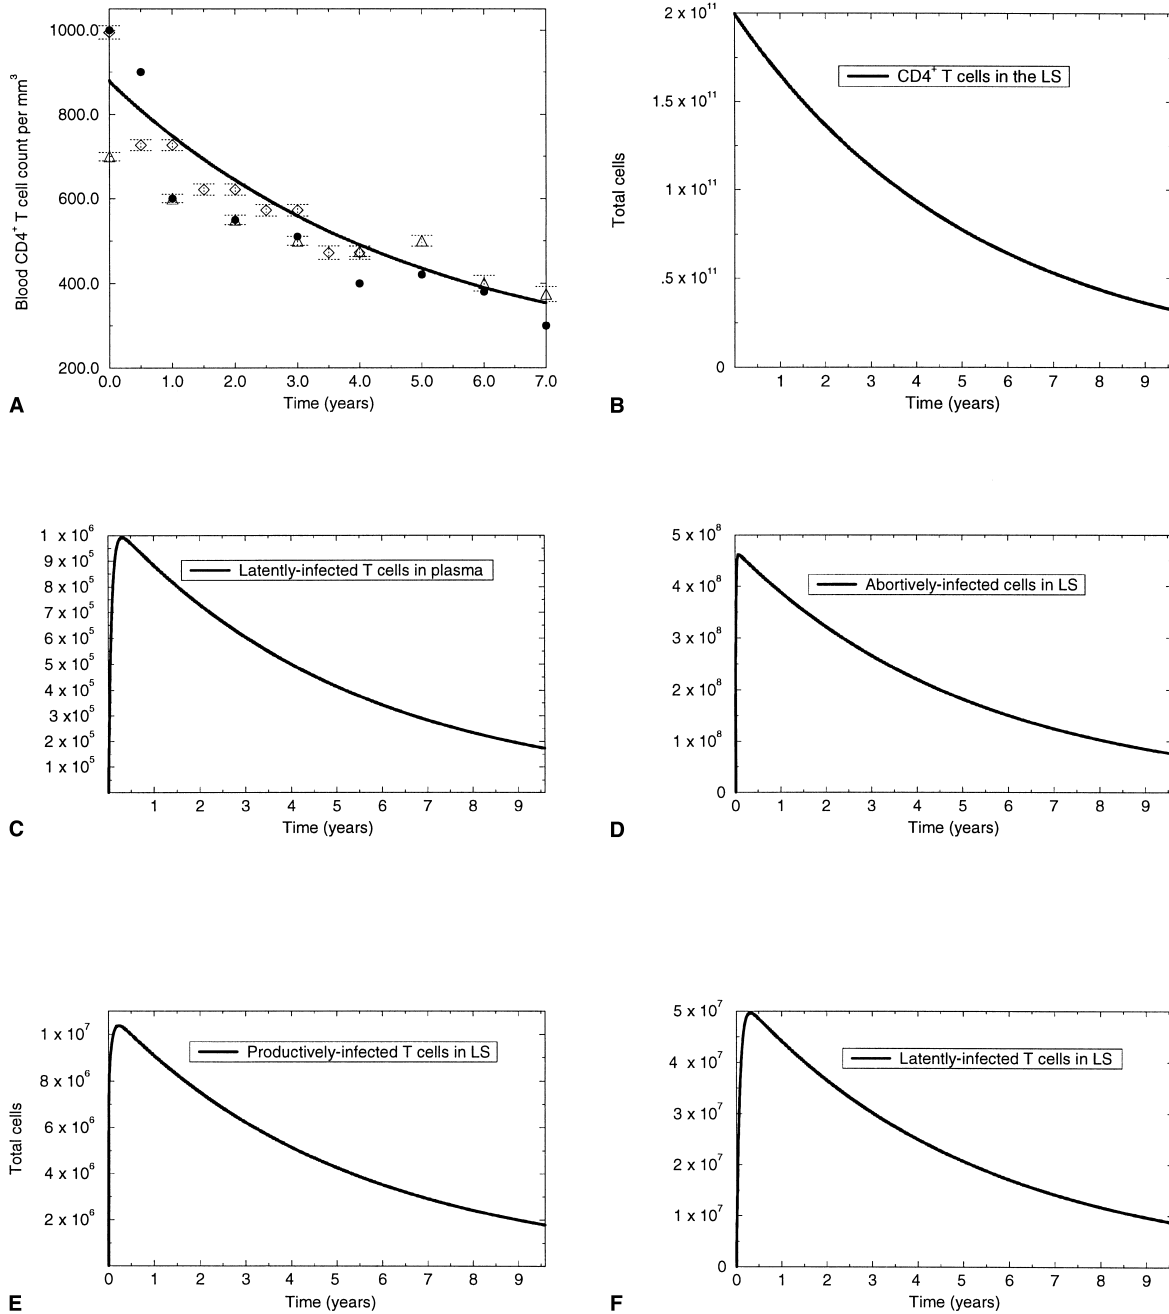 1000.0
800.0
600.0
400.0
200.0
Blood CD4+ T cell count per mm3
0.0 1.0 2.0 3.0 4.0 5.0 6.0 7.0
Time (years)
A
2 x 10^11
1.5 x 10^11
1 x 10^11
.5 x 10^11
0
Total cells
CD4+ T cells in the LS
1 2 3 4 5 6 7 8 9
Time (years)
B
1 x 10^6
9 x 10^5
8 x 10^5
7 x 10^5
6 x 10^5
5 x 10^5
4 x 10^5
3 x10^5
2 x 10^5
1 x 10^5
Latently-infected T cells in plasma
1 2 3 4 5 6 7 8 9
Time (years)
C
5 x 10^8
4 x 10^8
3 x 10^8
2 x 10^8
1 x 10^8
0
Abortively-infected cells in LS
0 1 2 3 4 5 6 7 8 9
Time (years)
D
1 x 10^7
8 x 10^6
6 x 10^6
4 x 10^6
2 x 10^6
Total cells
Productively-infected T cells in LS
0 1 2 3 4 5 6 7 8 9
Time (years)
E
5 x 10^7
4 x 10^7
3 x 10^7
2 x 10^7
1 x 10^7
0
Latently-infected T cells in LS
0 1 2 3 4 5 6 7 8 9
Time (years)
F